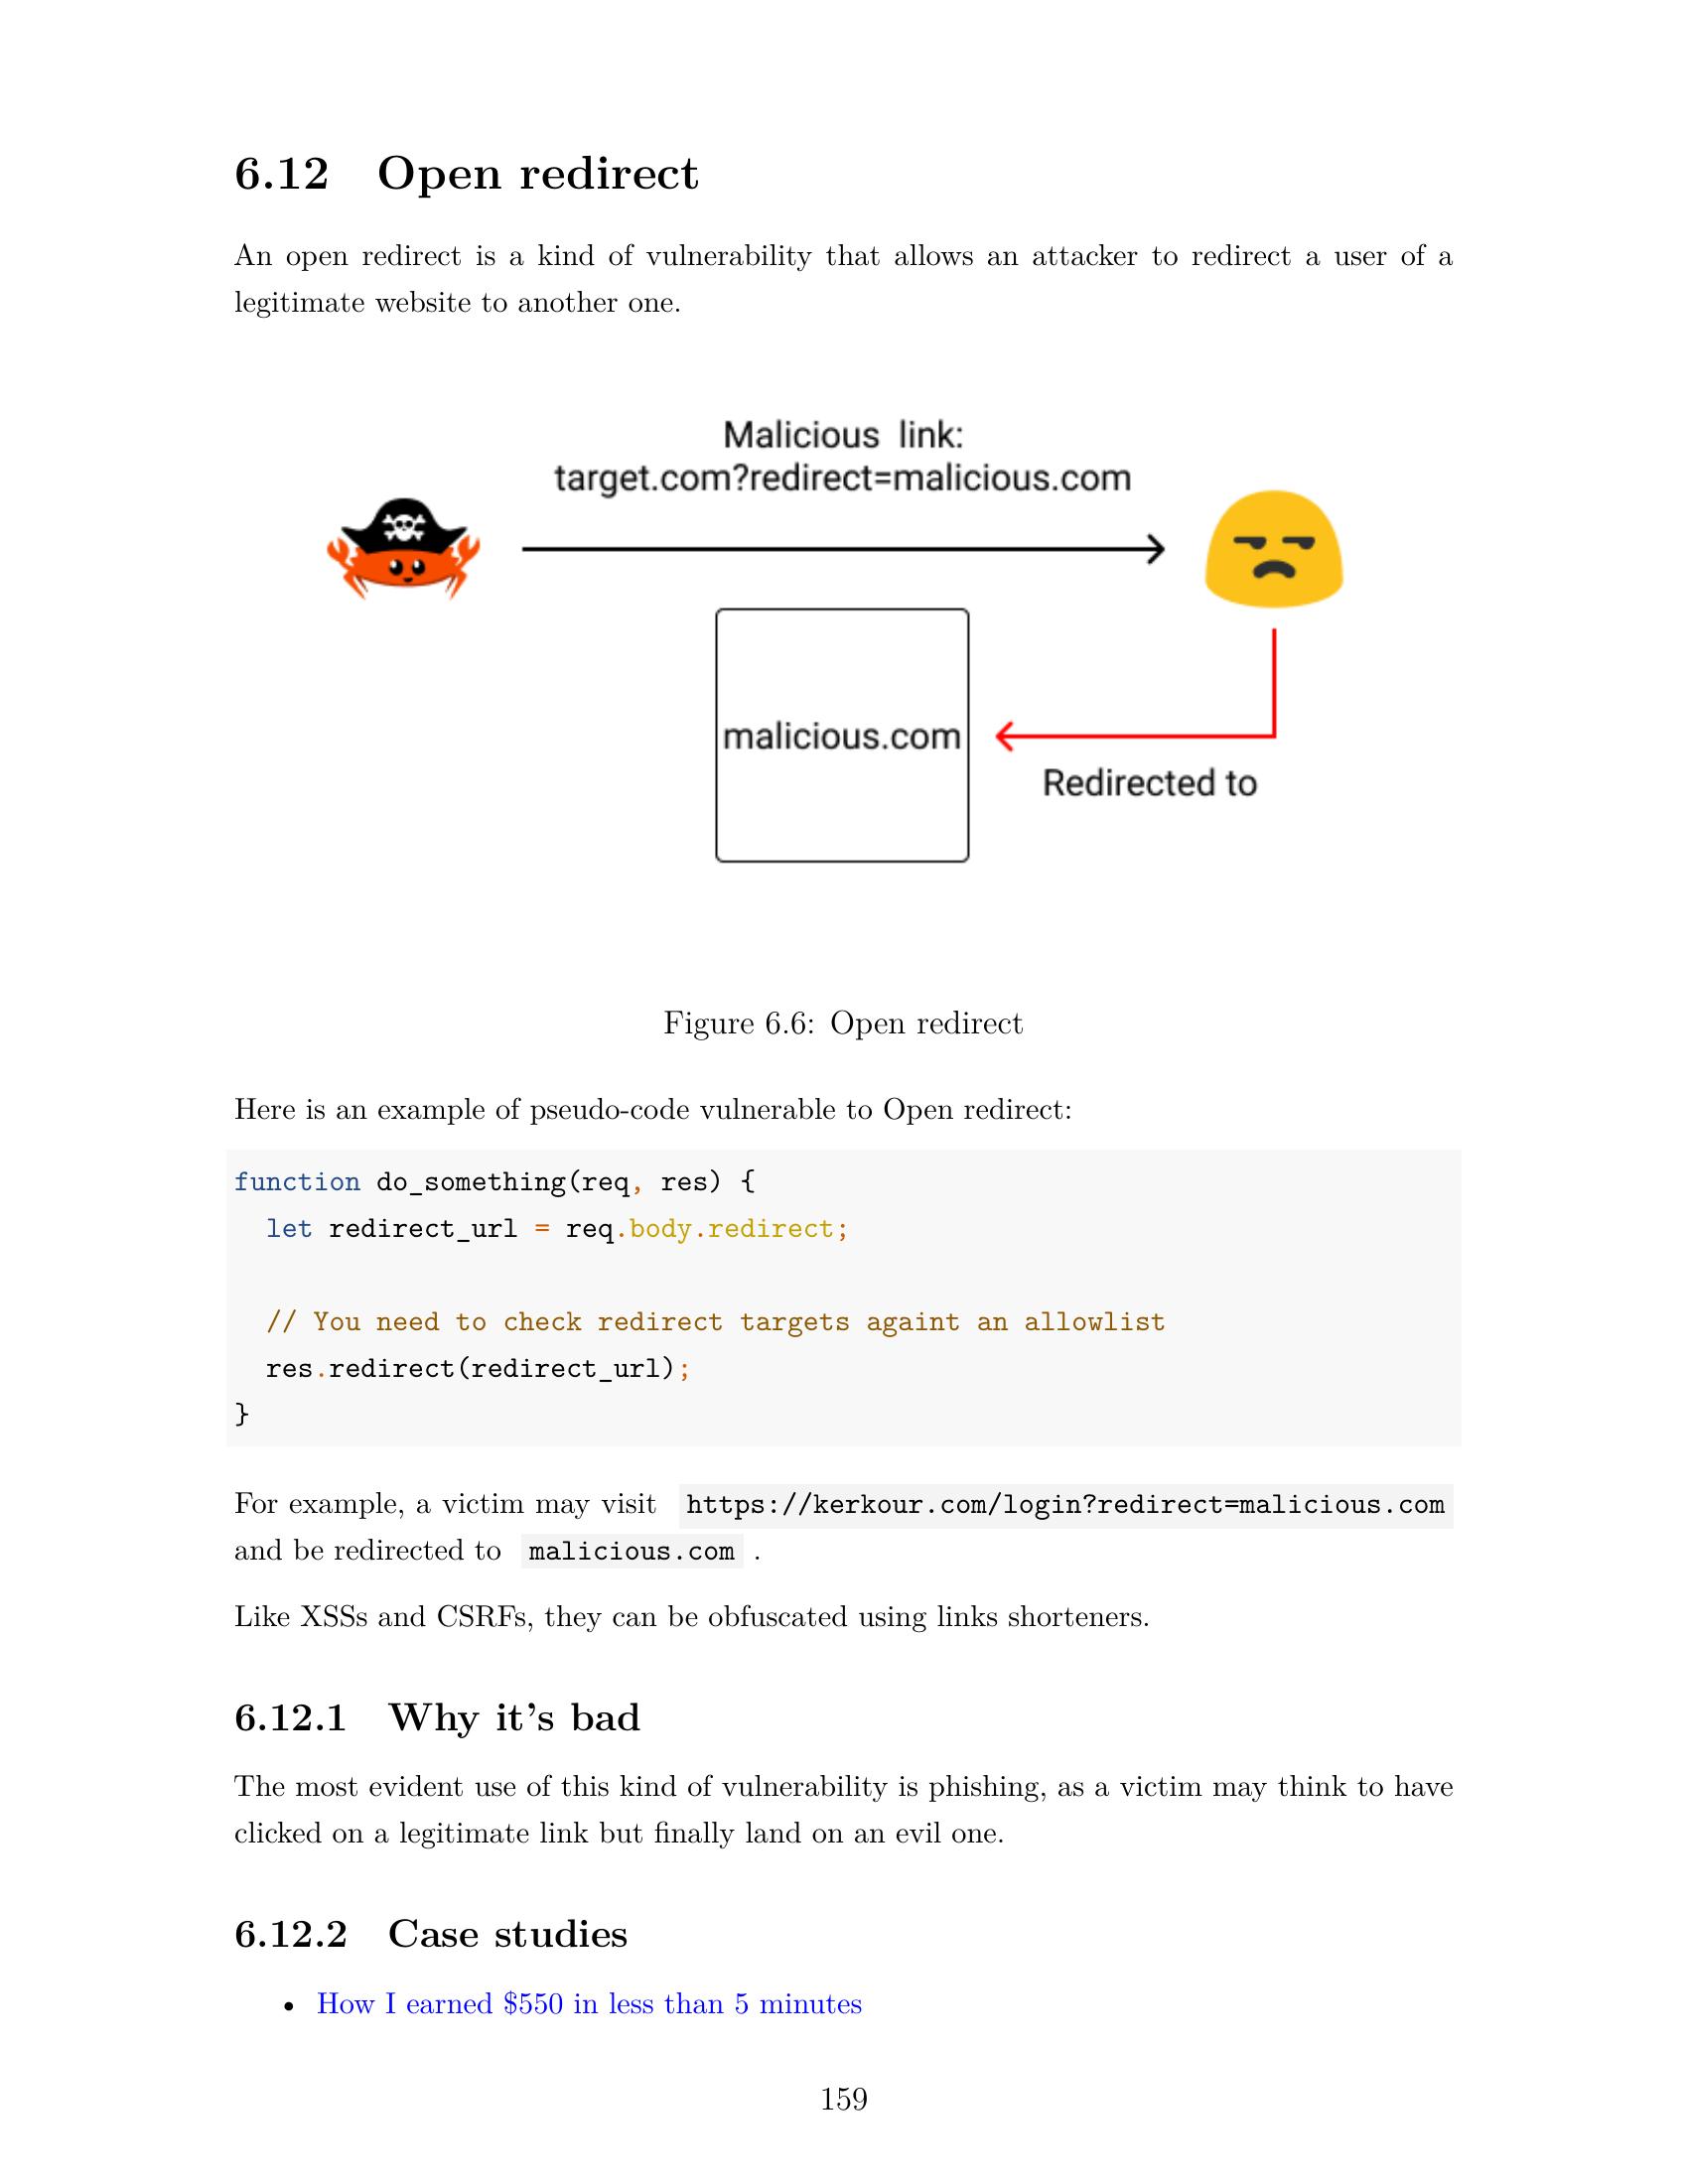 6.12 Open redirect
An open redirect is a kind of vulnerability that allows an attacker to redirect a user of a
legitimate website to another one.
Malicious link:
target.com?redirect=malicious.com
malicious.com
Redirected to
Figure 6.6: Open redirect
Here is an example of pseudo-code vulnerable to Open redirect:
function do_something(req, res) {
  let redirect_url = req.body.redirect;
  // You need to check redirect targets againt an allowlist
  res.redirect(redirect_url);
}
For example, a victim may visit https://kerkour.com/login?redirect=malicious.com
and be redirected to malicious.com .
Like XSSs and CSRFs, they can be obfuscated using links shorteners.
6.12.1 Why it's bad
The most evident use of this kind of vulnerability is phishing, as a victim may think to have
clicked on a legitimate link but finally land on an evil one.
6.12.2 Case studies
• How I earned $550 in less than 5 minutes
159